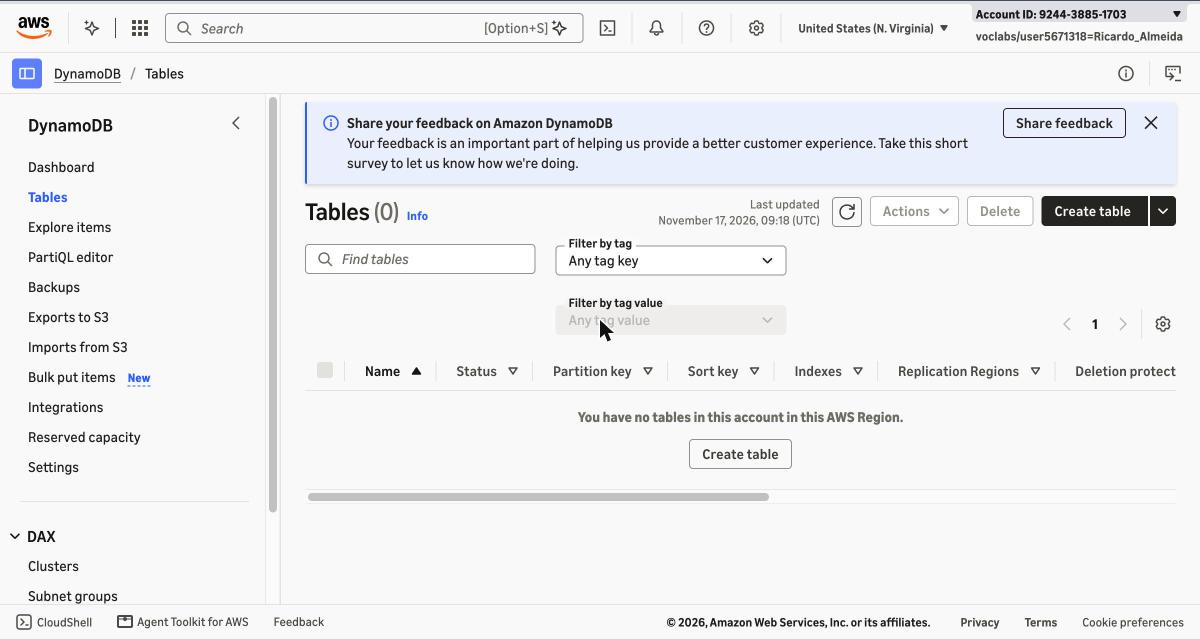 aws
Search
[Option+S]
United States (N. Virginia)
Account ID: 9244-3885-1703
voclabs/user5671318=Ricardo_Almeida
DynamoDB / Tables
DynamoDB
Dashboard
Tables
Explore items
PartiQL editor
Backups
Exports to S3
Imports from S3
Bulk put items New
Integrations
Reserved capacity
Settings
DAX
Clusters
Subnet groups
Share your feedback on Amazon DynamoDB
Your feedback is an important part of helping us provide a better customer experience. Take this short
survey to let us know how we're doing.
Share feedback
Tables (0) Info
Last updated
November 17, 2026, 09:18 (UTC)
Actions
Delete
Create table
Find tables
Filter by tag
Any tag key
Filter by tag value
Any tag value
1
Name Status Partition key Sort key Indexes Replication Regions Deletion protect
You have no tables in this account in this AWS Region.
Create table
CloudShell Agent Toolkit for AWS Feedback
© 2026, Amazon Web Services, Inc. or its affiliates. Privacy Terms Cookie preferences